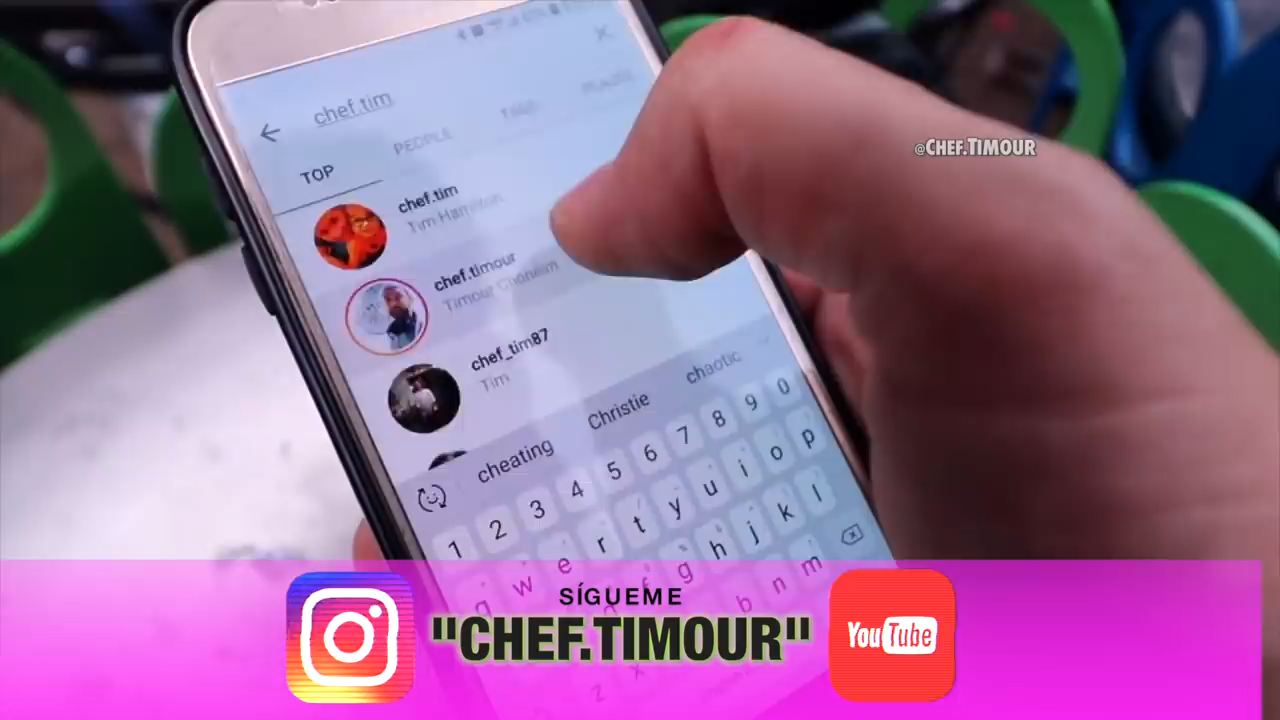 chef.tim
TOP
PEOPLE
TAGS
PLACES
chef.tim
Tim Hamilton
chef.timour
Timour Ghoneim
chef_tim87
Tim
cheating
Christie
chaotic
1 2 3 4 5 6 7 8 9 0
q w e r t y u i o p
f g h j k l
z x b n m
@CHEF.TIMOUR
SÍGUEME
"CHEF.TIMOUR"
YouTube